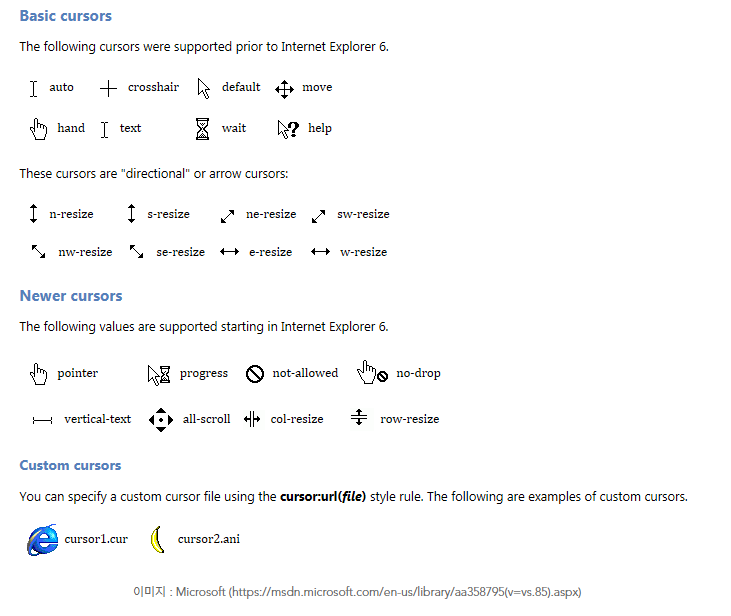 Basic cursors
The following cursors were supported prior to Internet Explorer 6.
auto crosshair default move
hand text wait help
These cursors are "directional" or arrow cursors:
n-resize s-resize ne-resize sw-resize
nw-resize se-resize e-resize w-resize
Newer cursors
The following values are supported starting in Internet Explorer 6.
pointer progress not-allowed no-drop
vertical-text all-scroll col-resize row-resize
Custom cursors
You can specify a custom cursor file using the cursor:url(file) style rule. The following are examples of custom cursors.
cursor1.cur cursor2.ani
이미지 : Microsoft (https://msdn.microsoft.com/en-us/library/aa358795(v=vs.85).aspx)